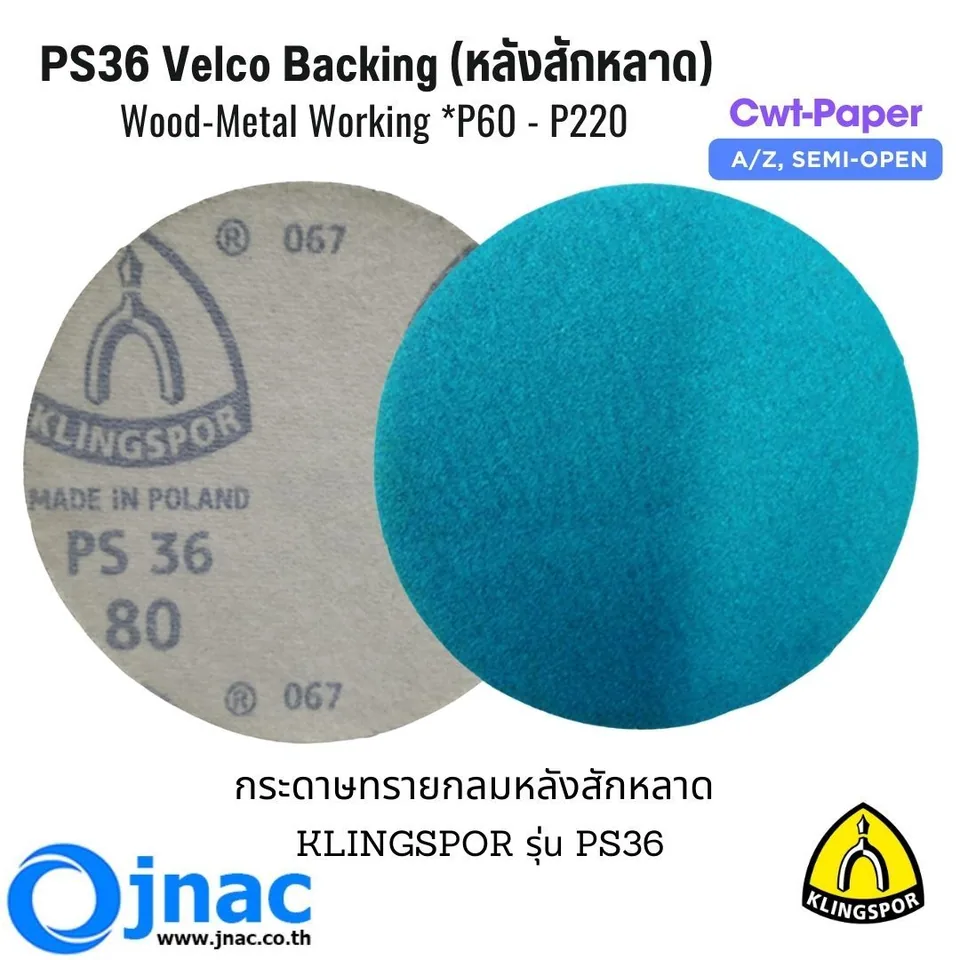 PS36 Velco Backing (หลังสักหลาด)
Wood-Metal Working *P60 - P220
Cwt-Paper
A/Z, SEMI-OPEN
® 067
KLINGSPOR
MADE IN POLAND
PS 36
80
® 067
กระดาษทรายกลมหลังสักหลาด
KLINGSPOR รุ่น PS36
jnac
www.jnac.co.th
KLINGSPOR